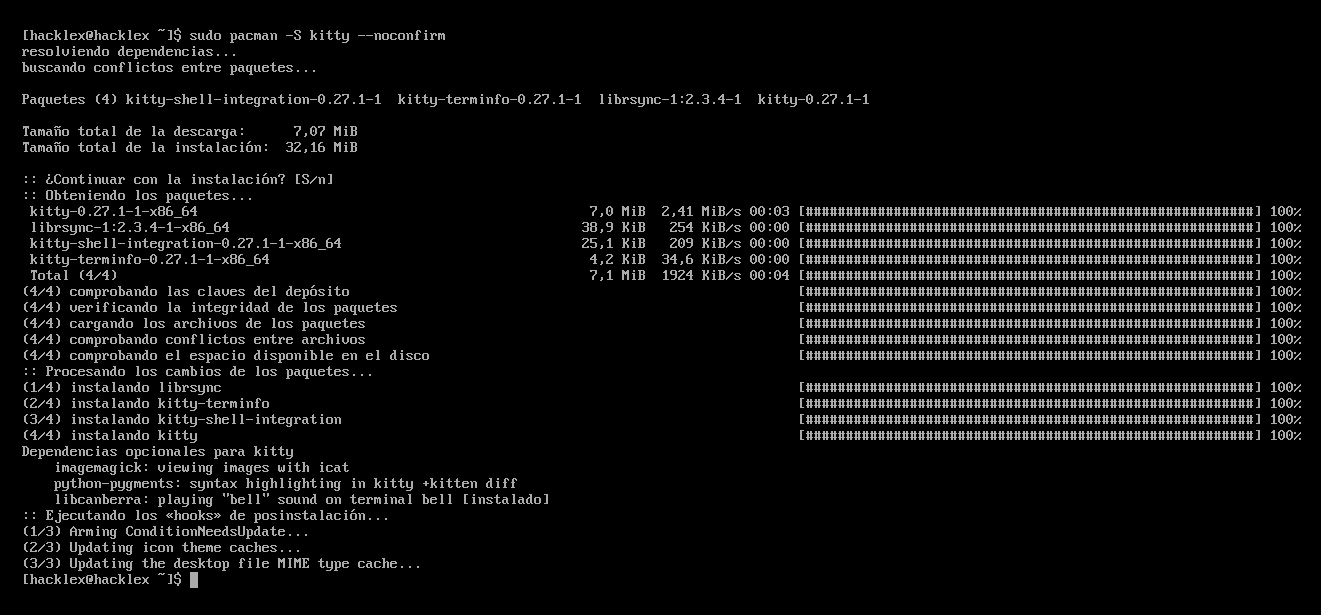 [hacklex@hacklex ~]$ sudo pacman -S kitty --noconfirm
resolviendo dependencias...
buscando conflictos entre paquetes...
Paquetes (4) kitty-shell-integration-0.27.1-1  kitty-terminfo-0.27.1-1  librsync-1:2.3.4-1  kitty-0.27.1-1
Tamaño total de la descarga:      7,07 MiB
Tamaño total de la instalación:  32,16 MiB
:: ¿Continuar con la instalación? [S/n]
:: Obteniendo los paquetes...
kitty-0.27.1-1-x86_64 7,0 MiB 2,41 MiB/s 00:03 [########################################################] 100%
librsync-1:2.3.4-1-x86_64 38,9 KiB 254 KiB/s 00:00 [########################################################] 100%
kitty-shell-integration-0.27.1-1-x86_64 25,1 KiB 209 KiB/s 00:00 [########################################################] 100%
kitty-terminfo-0.27.1-1-x86_64 4,2 KiB 34,6 KiB/s 00:00 [########################################################] 100%
Total (4/4) 7,1 MiB 1924 KiB/s 00:04 [########################################################] 100%
(4/4) comprobando las claves del depósito [########################################################] 100%
(4/4) verificando la integridad de los paquetes [########################################################] 100%
(4/4) cargando los archivos de los paquetes [########################################################] 100%
(4/4) comprobando conflictos entre archivos [########################################################] 100%
(4/4) comprobando el espacio disponible en el disco [########################################################] 100%
:: Procesando los cambios de los paquetes...
(1/4) instalando librsync [########################################################] 100%
(2/4) instalando kitty-terminfo [########################################################] 100%
(3/4) instalando kitty-shell-integration [########################################################] 100%
(4/4) instalando kitty [########################################################] 100%
Dependencias opcionales para kitty
imagemagick: viewing images with icat
python-pygments: syntax highlighting in kitty +kitten diff
libcanberra: playing "bell" sound on terminal bell [instalado]
:: Ejecutando los «hooks» de posinstalación...
(1/3) Arming ConditionNeedsUpdate...
(2/3) Updating icon theme caches...
(3/3) Updating the desktop file MIME type cache...
[hacklex@hacklex ~]$